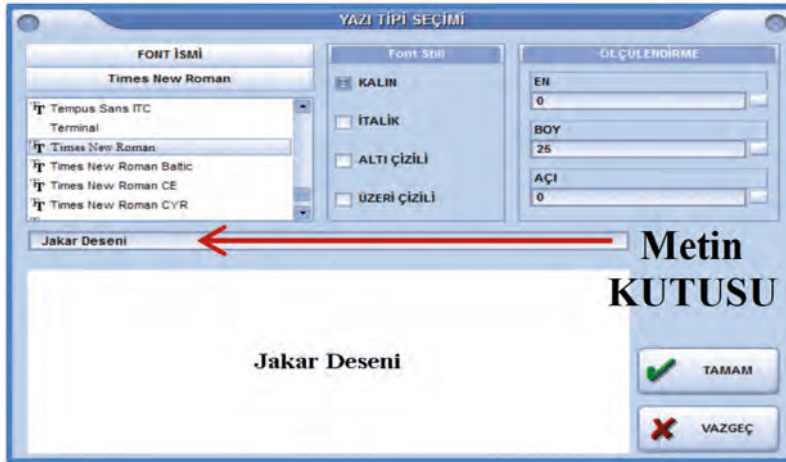 YAZI TİPİ SEÇİMİ
FONT İSMİ
Times New Roman
Tempus Sans ITC
Terminal
Times New Roman
Times New Roman Baltic
Times New Roman CE
Times New Roman CYR
Font Stili
KALIN
İTALİK
ALTI ÇİZİLİ
ÜZERİ ÇİZİLİ
ÖLÇÜLENDİRME
EN
0
BOY
25
AÇI
0
Jakar Deseni
Metin
KUTUSU
Jakar Deseni
TAMAM
VAZGEÇ